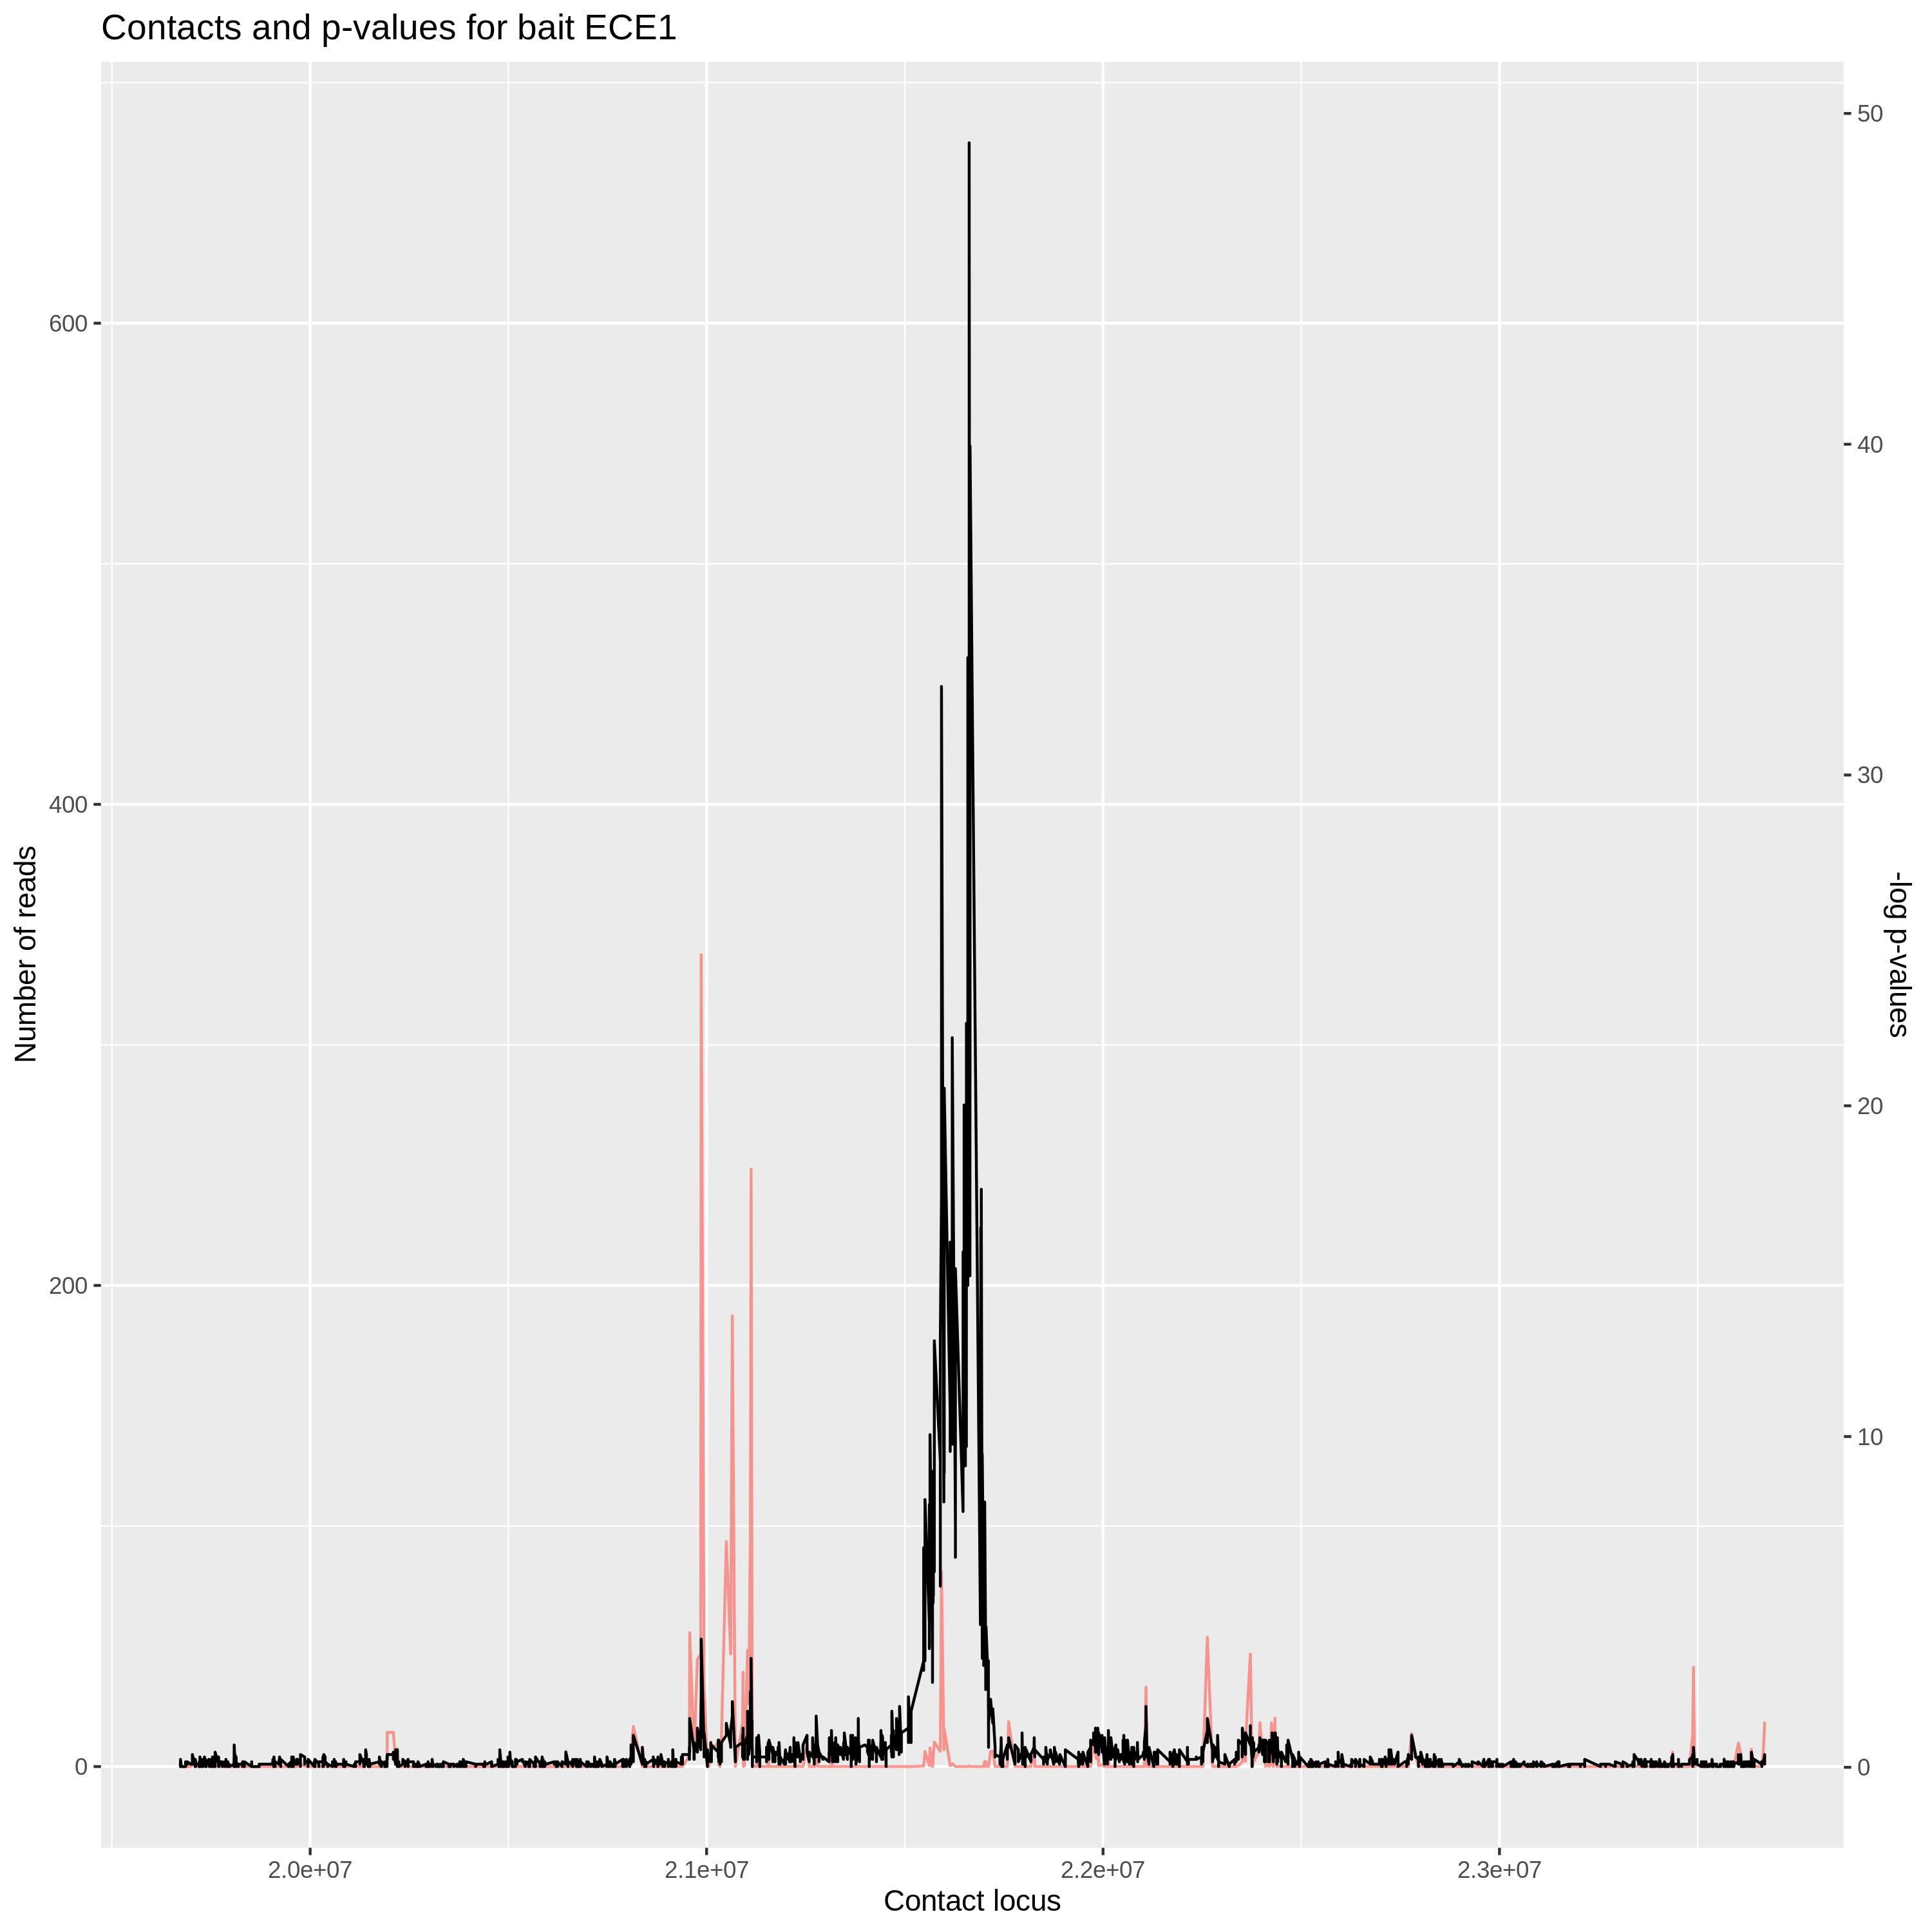 Contacts and p-values for bait ECE1
Number of reads
600
400
200
0
50
40
30
20
10
0
-log p-values
2.0e+07
2.1e+07
2.2e+07
2.3e+07
Contact locus